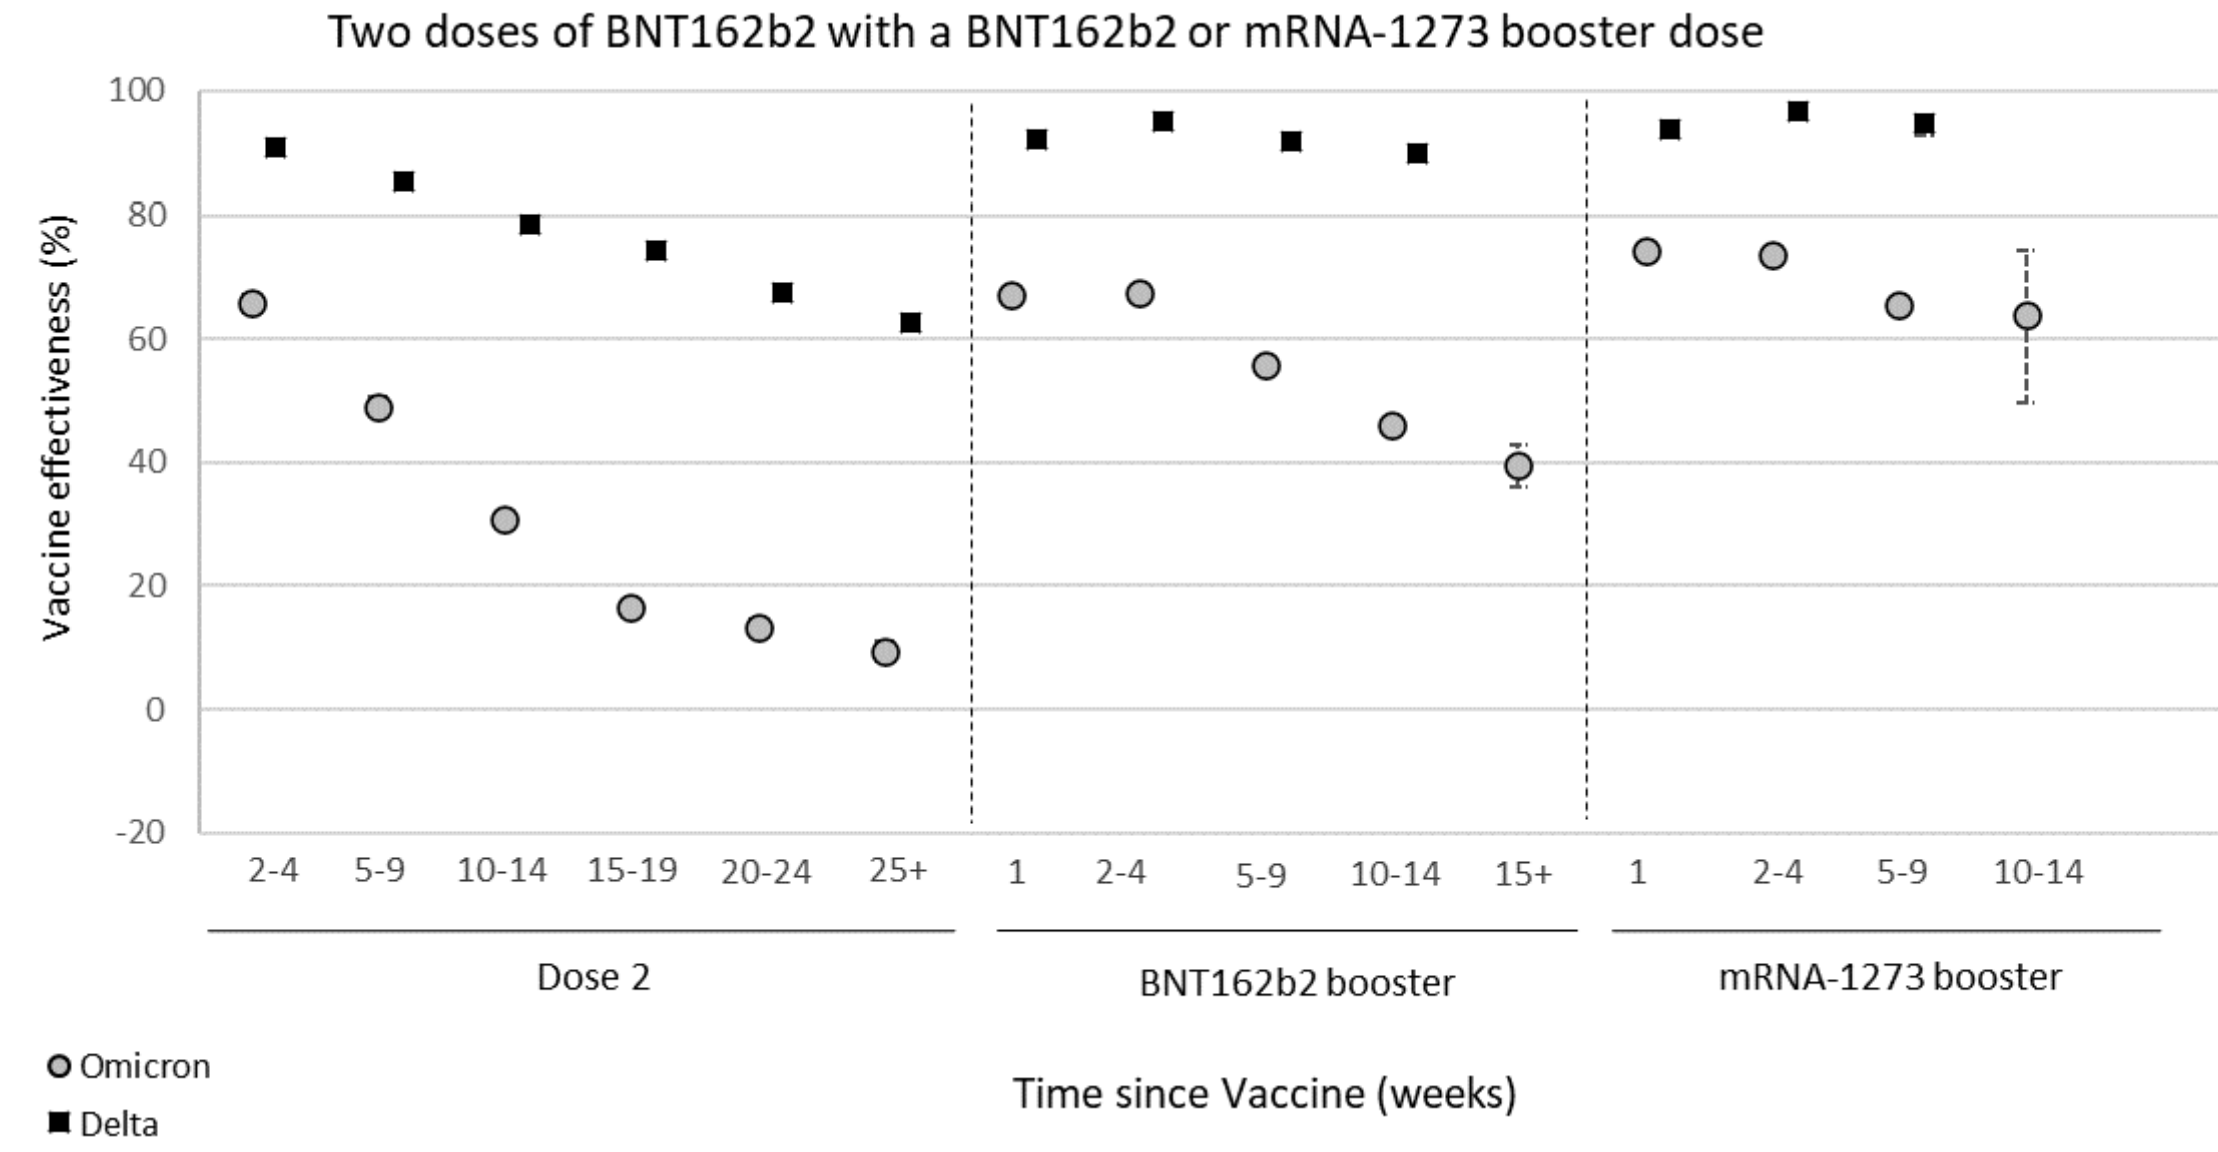 Two doses of BNT162b2 with a BNT162b2 or mRNA-1273 booster dose
Vaccine effectiveness (%)
100
80
60
40
20
0
-20
2-4 5-9 10-14 15-19 20-24 25+ 1 2-4 5-9 10-14 15+ 1 2-4 5-9 10-14
Dose 2 BNT162b2 booster mRNA-1273 booster
Omicron
Delta
Time since Vaccine (weeks)